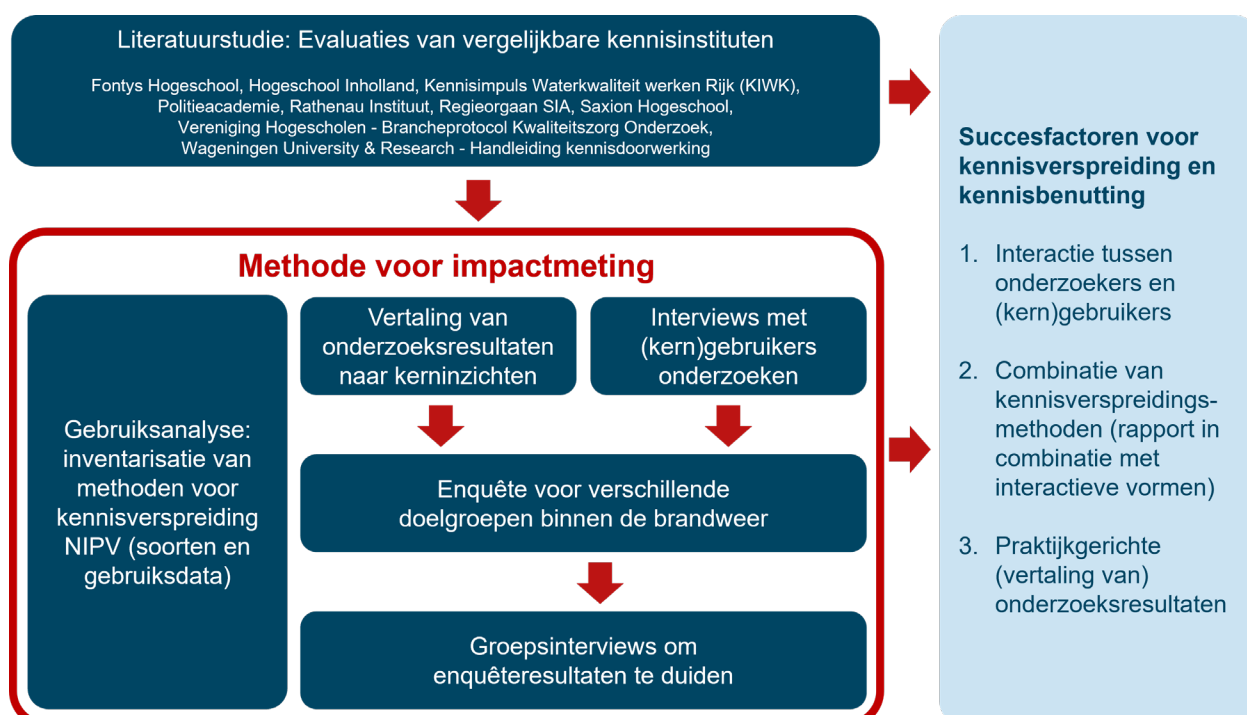 Literatuurstudie: Evaluaties van vergelijkbare kennisinstituten
Fontys Hogeschool, Hogeschool Inholland, Kennisimpuls Waterkwaliteit werken Rijk (KIWK),
Politieacademie, Rathenau Instituut, Regieorgaan SIA, Saxion Hogeschool,
Vereniging Hogescholen - Brancheprotocol Kwaliteitszorg Onderzoek,
Wageningen University & Research - Handleiding kennisdoorwerking
Methode voor impactmeting
Gebruiksanalyse:
inventarisatie van
methoden voor
kennisverspreiding
NIPV (soorten en
gebruiksdata)
Vertaling van
onderzoeksresultaten
naar kerninzichten
Interviews met
(kern)gebruikers
onderzoeken
Enquête voor verschillende
doelgroepen binnen de brandweer
Groepsinterviews om
enquêteresultaten te duiden
Succesfactoren voor
kennisverspreiding en
kennisbenutting
1. Interactie tussen
onderzoekers en
(kern)gebruikers
2. Combinatie van
kennisverspreidings-
methoden (rapport in
combinatie met
interactieve vormen)
3. Praktijkgerichte
(vertaling van)
onderzoeksresultaten